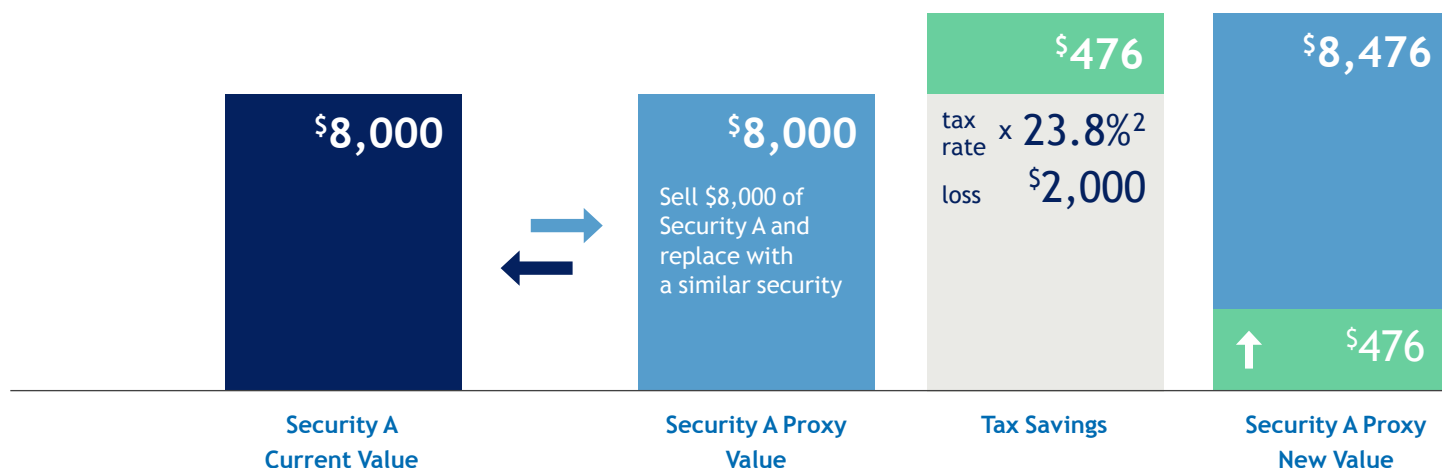 $8,000
$8,000
Sell $8,000 of
Security A and
replace with
a similar security
$476
tax
rate
x 23.8%2
loss
$2,000
$8,476
$476
Security A
Current Value
Security A Proxy
Value
Tax Savings
Security A Proxy
New Value